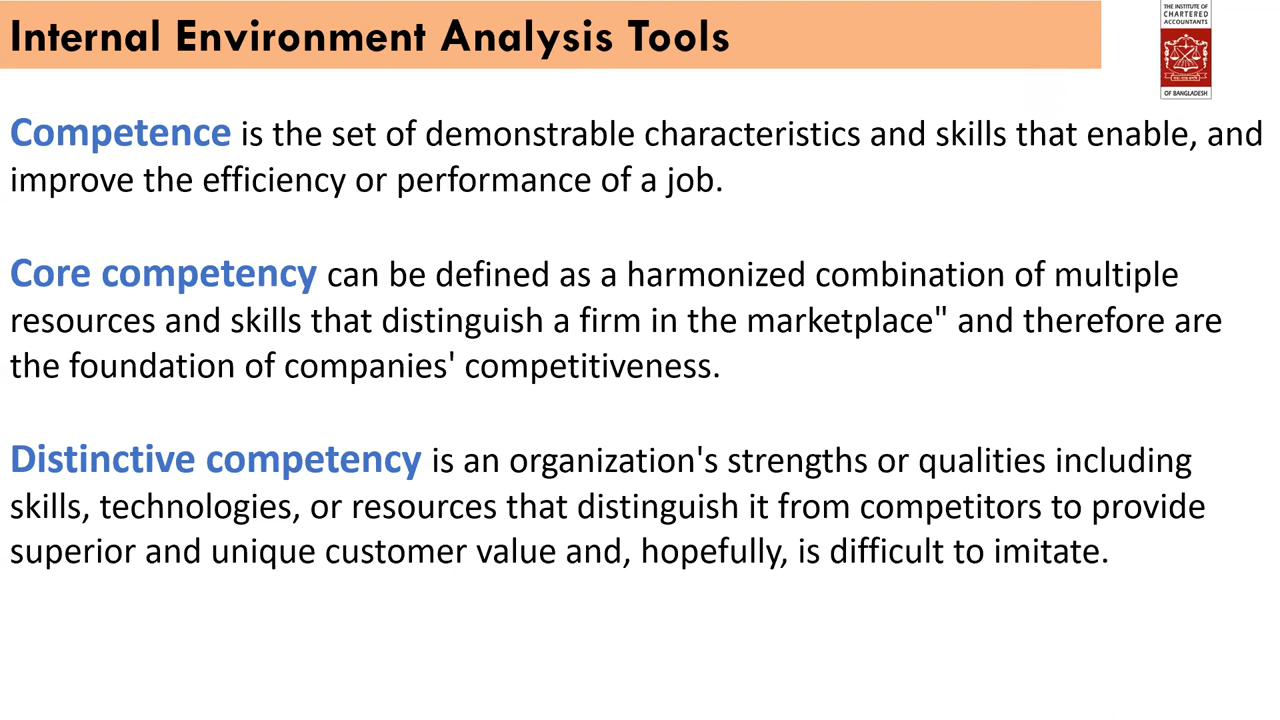 Internal Environment Analysis Tools
THE INSTITUTE OF
CHARTERED
ACCOUNTANTS
OF BANGLADESH
Competence is the set of demonstrable characteristics and skills that enable, and
improve the efficiency or performance of a job.
Core competency can be defined as a harmonized combination of multiple
resources and skills that distinguish a firm in the marketplace" and therefore are
the foundation of companies' competitiveness.
Distinctive competency is an organization's strengths or qualities including
skills, technologies, or resources that distinguish it from competitors to provide
superior and unique customer value and, hopefully, is difficult to imitate.